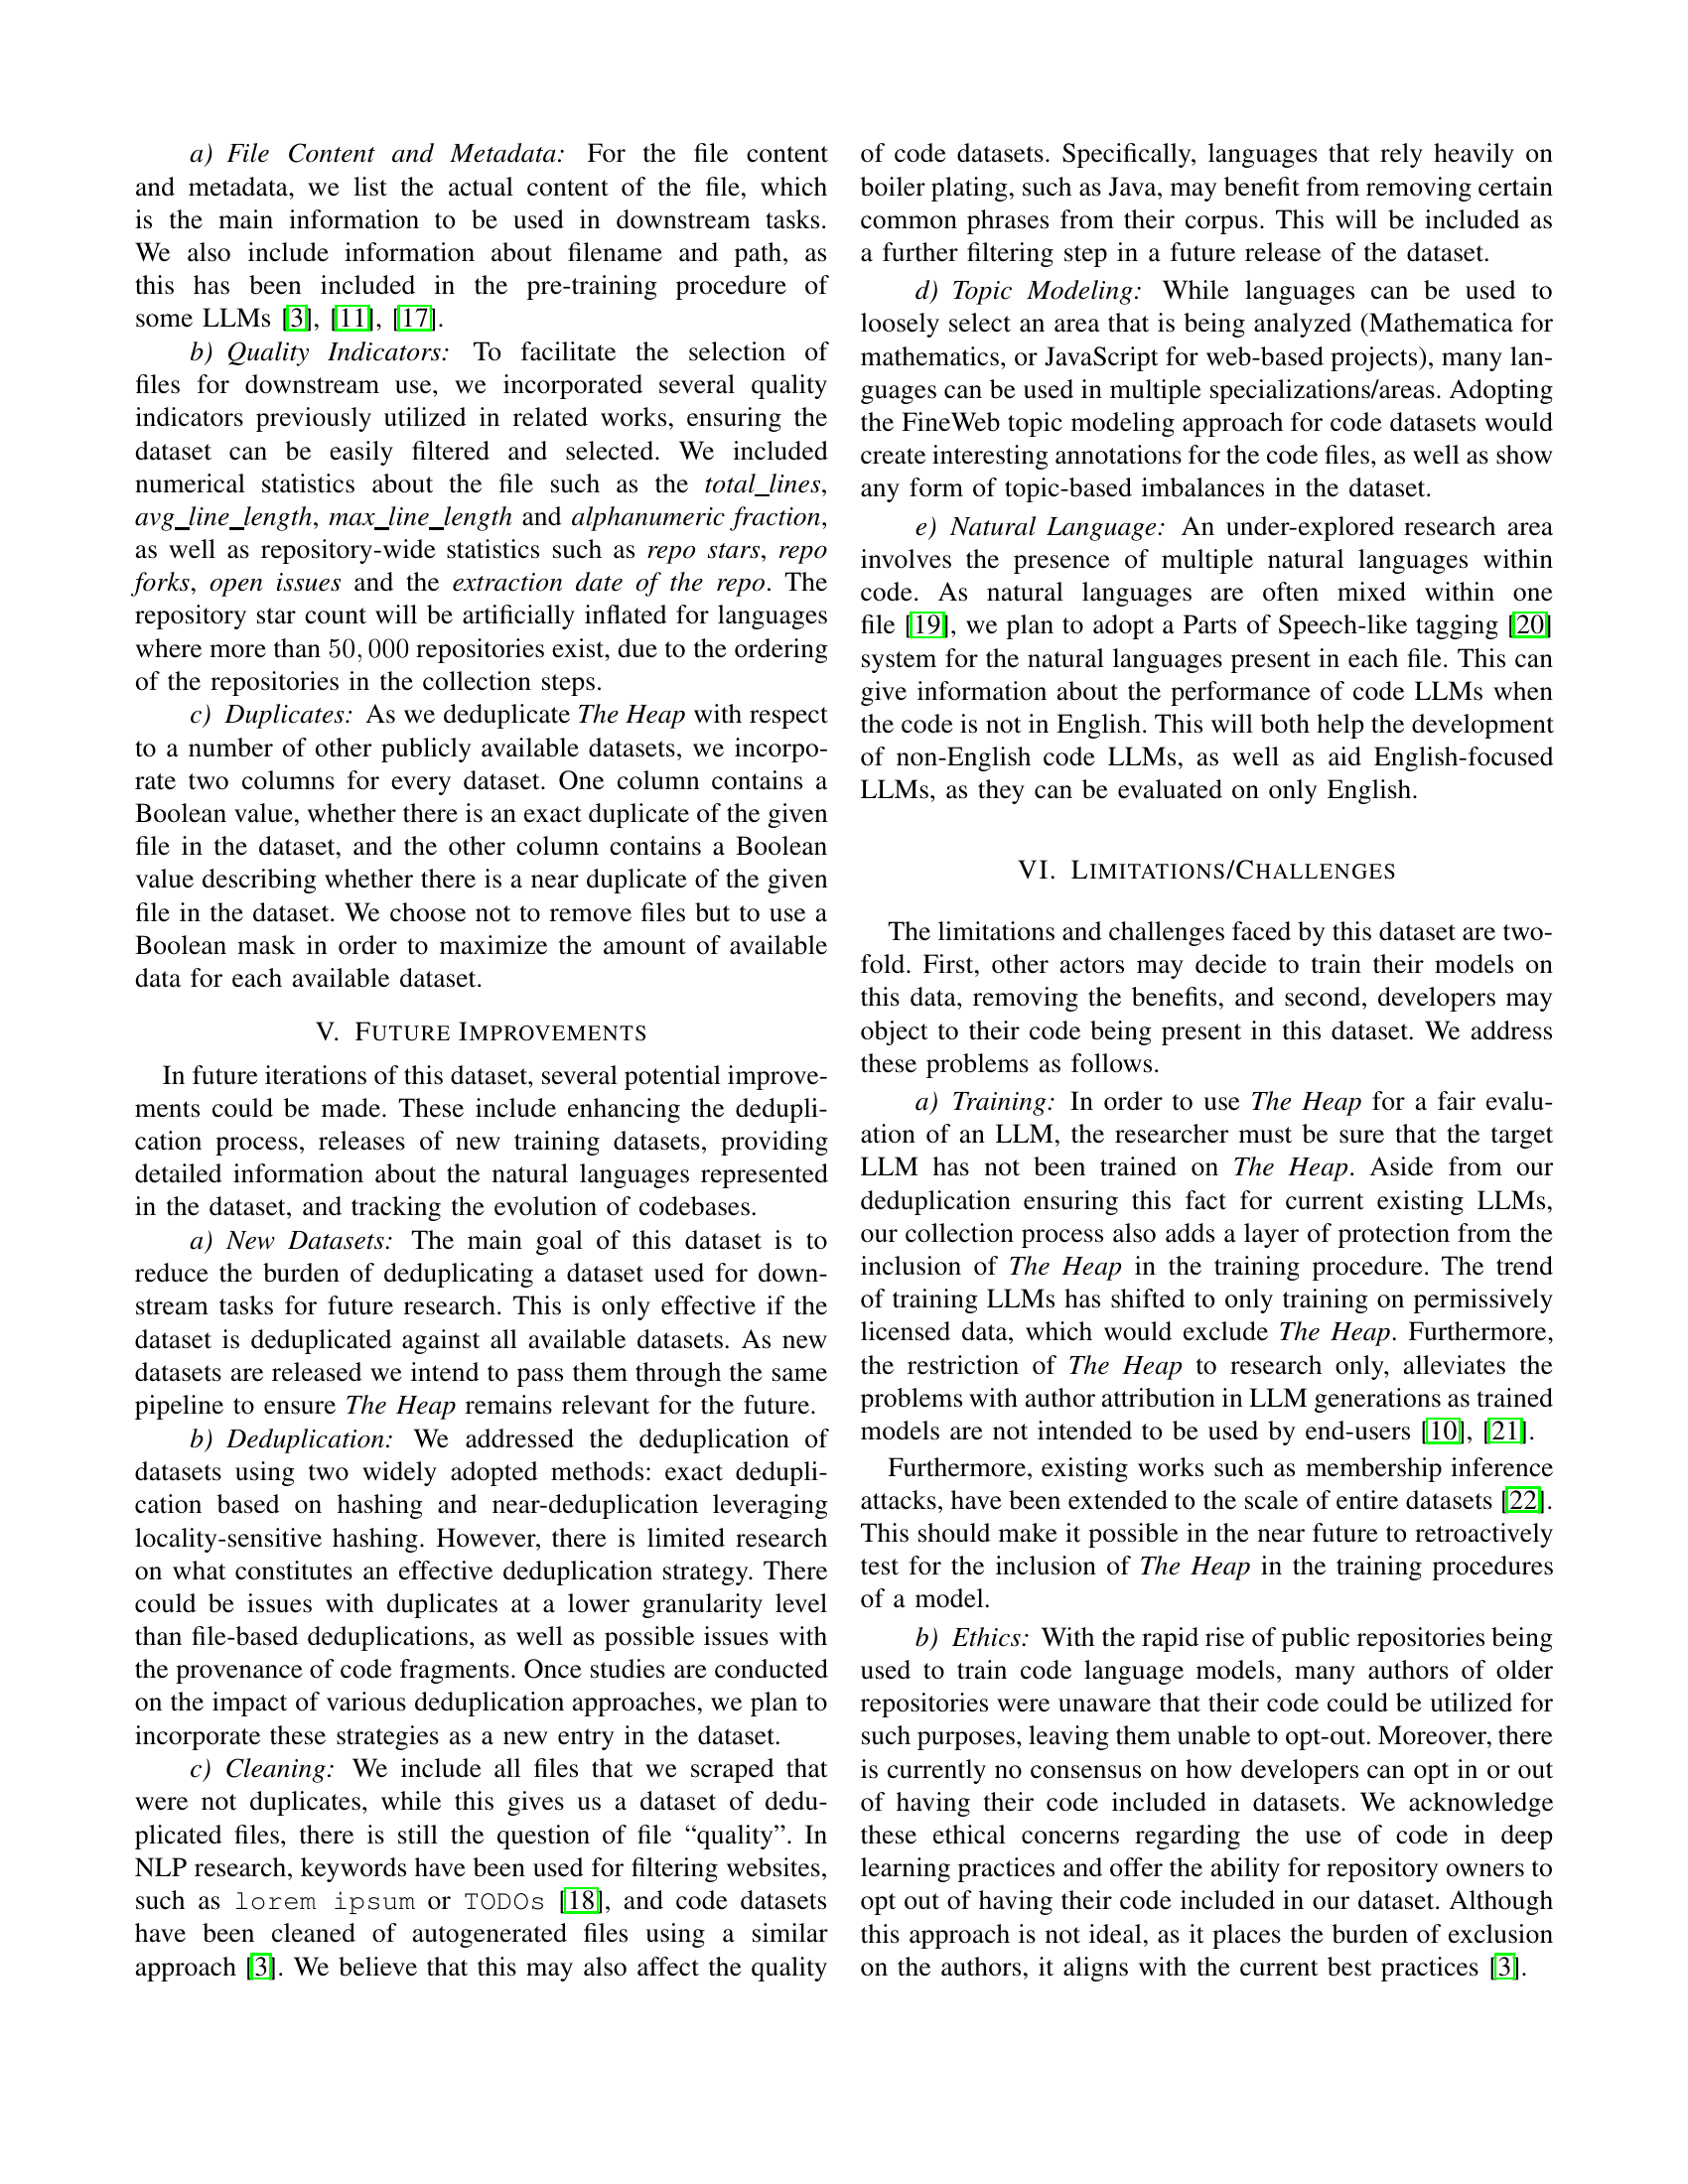 a) File Content and Metadata: For the file content
and metadata, we list the actual content of the file, which
is the main information to be used in downstream tasks.
We also include information about filename and path, as
this has been included in the pre-training procedure of
some LLMs [3], [11], [17].
b) Quality Indicators: To facilitate the selection of
files for downstream use, we incorporated several quality
indicators previously utilized in related works, ensuring the
dataset can be easily filtered and selected. We included
numerical statistics about the file such as the total_lines,
avg_line_length, max_line_length and alphanumeric fraction,
as well as repository-wide statistics such as repo stars, repo
forks, open issues and the extraction date of the repo. The
repository star count will be artificially inflated for languages
where more than 50,000 repositories exist, due to the ordering
of the repositories in the collection steps.
c) Duplicates: As we deduplicate The Heap with respect
to a number of other publicly available datasets, we incorpo-
rate two columns for every dataset. One column contains a
Boolean value, whether there is an exact duplicate of the given
file in the dataset, and the other column contains a Boolean
value describing whether there is a near duplicate of the given
file in the dataset. We choose not to remove files but to use a
Boolean mask in order to maximize the amount of available
data for each available dataset.
V. FUTURE IMPROVEMENTS
In future iterations of this dataset, several potential improve-
ments could be made. These include enhancing the dedupli-
cation process, releases of new training datasets, providing
detailed information about the natural languages represented
in the dataset, and tracking the evolution of codebases.
a) New Datasets: The main goal of this dataset is to
reduce the burden of deduplicating a dataset used for down-
stream tasks for future research. This is only effective if the
dataset is deduplicated against all available datasets. As new
datasets are released we intend to pass them through the same
pipeline to ensure The Heap remains relevant for the future.
b) Deduplication: We addressed the deduplication of
datasets using two widely adopted methods: exact dedupli-
cation based on hashing and near-deduplication leveraging
locality-sensitive hashing. However, there is limited research
on what constitutes an effective deduplication strategy. There
could be issues with duplicates at a lower granularity level
than file-based deduplications, as well as possible issues with
the provenance of code fragments. Once studies are conducted
on the impact of various deduplication approaches, we plan to
incorporate these strategies as a new entry in the dataset.
c) Cleaning: We include all files that we scraped that
were not duplicates, while this gives us a dataset of dedu-
plicated files, there is still the question of file “quality”. In
NLP research, keywords have been used for filtering websites,
such as lorem ipsum or TODOs [18], and code datasets
have been cleaned of autogenerated files using a similar
approach [3]. We believe that this may also affect the quality
of code datasets. Specifically, languages that rely heavily on
boiler plating, such as Java, may benefit from removing certain
common phrases from their corpus. This will be included as
a further filtering step in a future release of the dataset.
d) Topic Modeling: While languages can be used to
loosely select an area that is being analyzed (Mathematica for
mathematics, or JavaScript for web-based projects), many lan-
guages can be used in multiple specializations/areas. Adopting
the FineWeb topic modeling approach for code datasets would
create interesting annotations for the code files, as well as show
any form of topic-based imbalances in the dataset.
e) Natural Language: An under-explored research area
involves the presence of multiple natural languages within
code. As natural languages are often mixed within one
file [19], we plan to adopt a Parts of Speech-like tagging [20]
system for the natural languages present in each file. This can
give information about the performance of code LLMs when
the code is not in English. This will both help the development
of non-English code LLMs, as well as aid English-focused
LLMs, as they can be evaluated on only English.
VI. LIMITATIONS/CHALLENGES
The limitations and challenges faced by this dataset are two-
fold. First, other actors may decide to train their models on
this data, removing the benefits, and second, developers may
object to their code being present in this dataset. We address
these problems as follows.
a) Training: In order to use The Heap for a fair evalu-
ation of an LLM, the researcher must be sure that the target
LLM has not been trained on The Heap. Aside from our
deduplication ensuring this fact for current existing LLMs,
our collection process also adds a layer of protection from the
inclusion of The Heap in the training procedure. The trend
of training LLMs has shifted to only training on permissively
licensed data, which would exclude The Heap. Furthermore,
the restriction of The Heap to research only, alleviates the
problems with author attribution in LLM generations as trained
models are not intended to be used by end-users [10], [21].
Furthermore, existing works such as membership inference
attacks, have been extended to the scale of entire datasets [22].
This should make it possible in the near future to retroactively
test for the inclusion of The Heap in the training procedures
of a model.
b) Ethics: With the rapid rise of public repositories being
used to train code language models, many authors of older
repositories were unaware that their code could be utilized for
such purposes, leaving them unable to opt-out. Moreover, there
is currently no consensus on how developers can opt in or out
of having their code included in datasets. We acknowledge
these ethical concerns regarding the use of code in deep
learning practices and offer the ability for repository owners to
opt out of having their code included in our dataset. Although
this approach is not ideal, as it places the burden of exclusion
on the authors, it aligns with the current best practices [3].